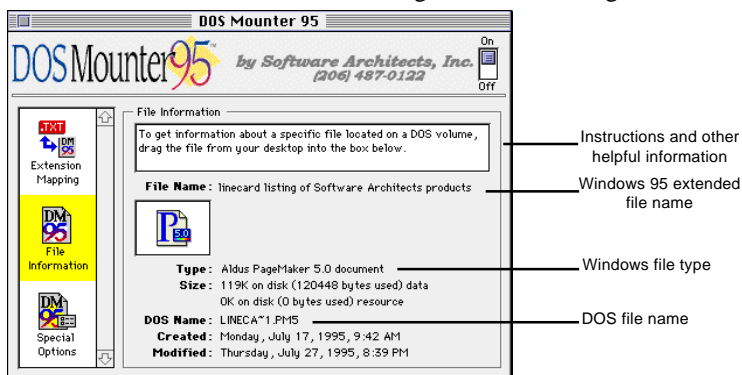 DOS Mounter 95
DOSMounter95™
by Software Architects, Inc.
(206) 487-0122
On
Off
.TXT
DM
95
Extension
Mapping
DM
95
File
Information
DM
95
Special
Options
File Information
To get information about a specific file located on a DOS volume,
drag the file from your desktop into the box below.
File Name: linecard listing of Software Architects products
P 5.0
Type: Aldus PageMaker 5.0 document
Size: 119K on disk (120448 bytes used) data
0K on disk (0 bytes used) resource
DOS Name: LINECA~1.PM5
Created: Monday, July 17, 1995, 9:42 AM
Modified: Thursday, July 27, 1995, 8:39 PM
Instructions and other
helpful information
Windows 95 extended
file name
Windows file type
DOS file name